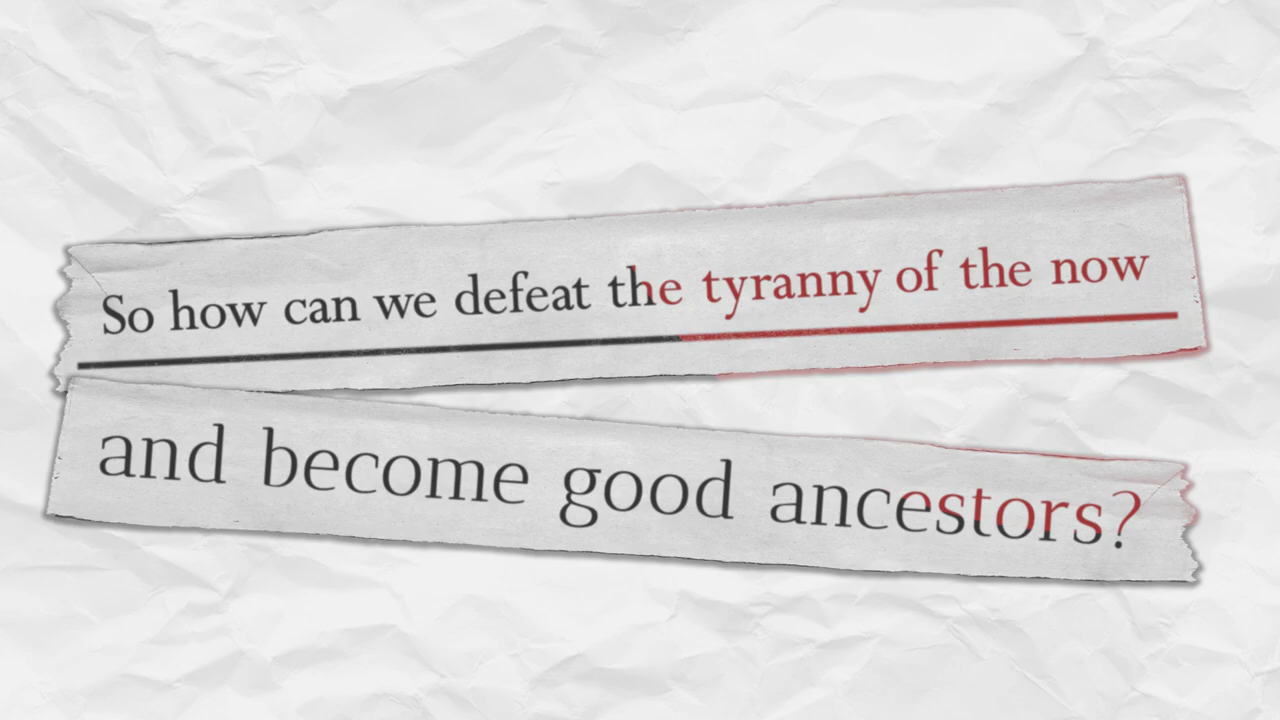 So how can we defeat the tyranny of the now
and become good ancestors?